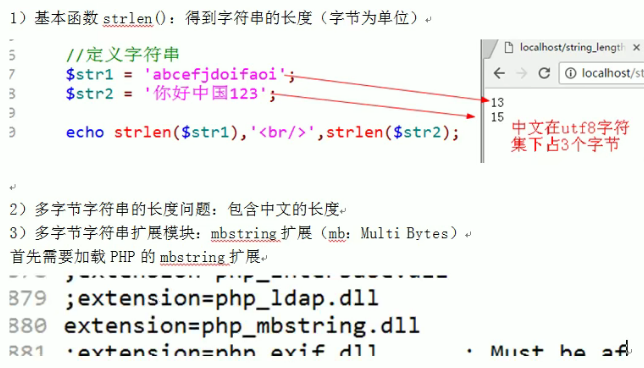 1）基本函数 strlen()：得到字符串的长度（字节为单位）
//定义字符串
7 $str1 = 'abcefjdoifaoi';
8 $str2 = '你好中国123';
echo strlen($str1),'<br/>',strlen($str2);
localhost/string_length
localhost/st
13
15
中文在utf8字符
集下占3个字节
2）多字节字符串的长度问题：包含中文的长度
3）多字节字符串扩展模块：mbstring 扩展（mb：Multi Bytes）
首先需要加载 PHP 的 mbstring 扩展
;extension=php_interbase.dll
879 ;extension=php_ldap.dll
880 extension=php_mbstring.dll
881 ;extension=php_exif.dll ; Must be af